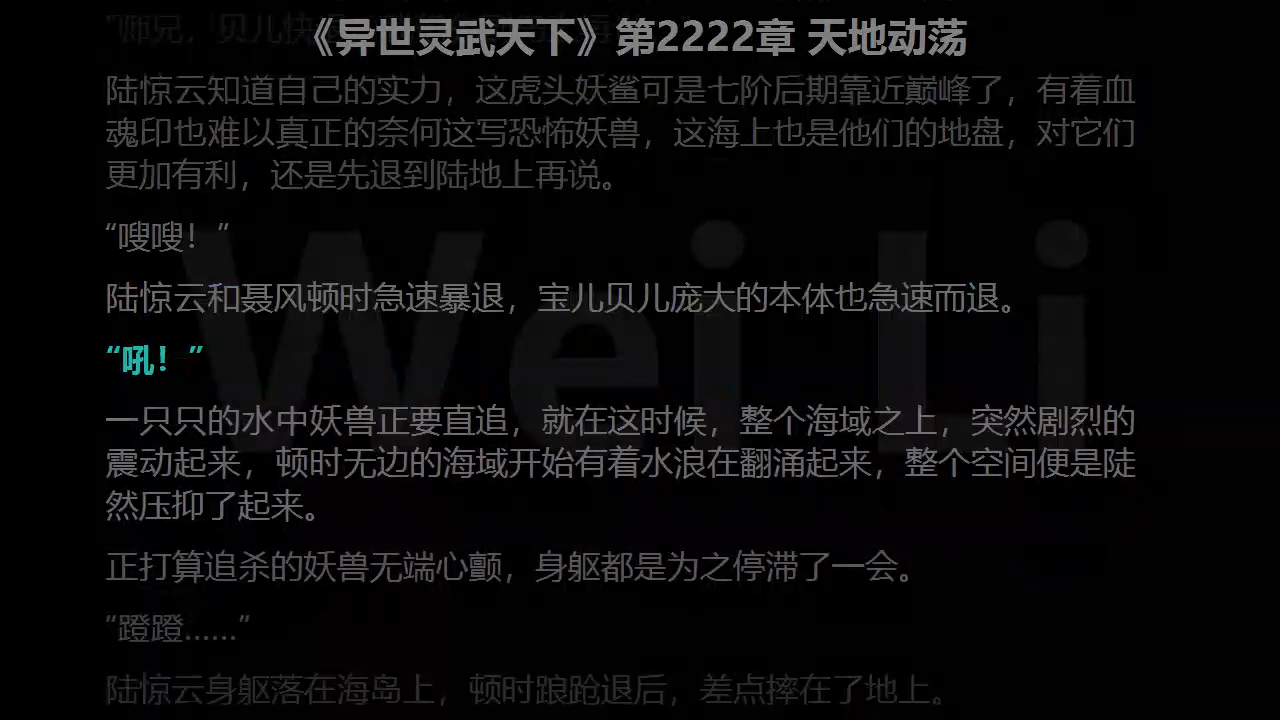 "师兄，贝儿快
《异世灵武天下》第2222章 天地动荡
陆惊云知道自己的实力，这虎头妖鲨可是七阶后期靠近巅峰了，有着血
魂印也难以真正的奈何这写恐怖妖兽，这海上也是他们的地盘，对它们
更加有利，还是先退到陆地上再说。
“嗖嗖！”
陆惊云和聂风顿时急速暴退，宝儿贝儿庞大的本体也急速而退。
“吼！”
一只只的水中妖兽正要直追，就在这时候，整个海域之上，突然剧烈的
震动起来，顿时无边的海域开始有着水浪在翻涌起来，整个空间便是陡
然压抑了起来。
正打算追杀的妖兽无端心颤，身躯都是为之停滞了一会。
“蹬蹬......”
陆惊云身躯落在海岛上，顿时踉跄退后，差点摔在了地上。
Wei Li